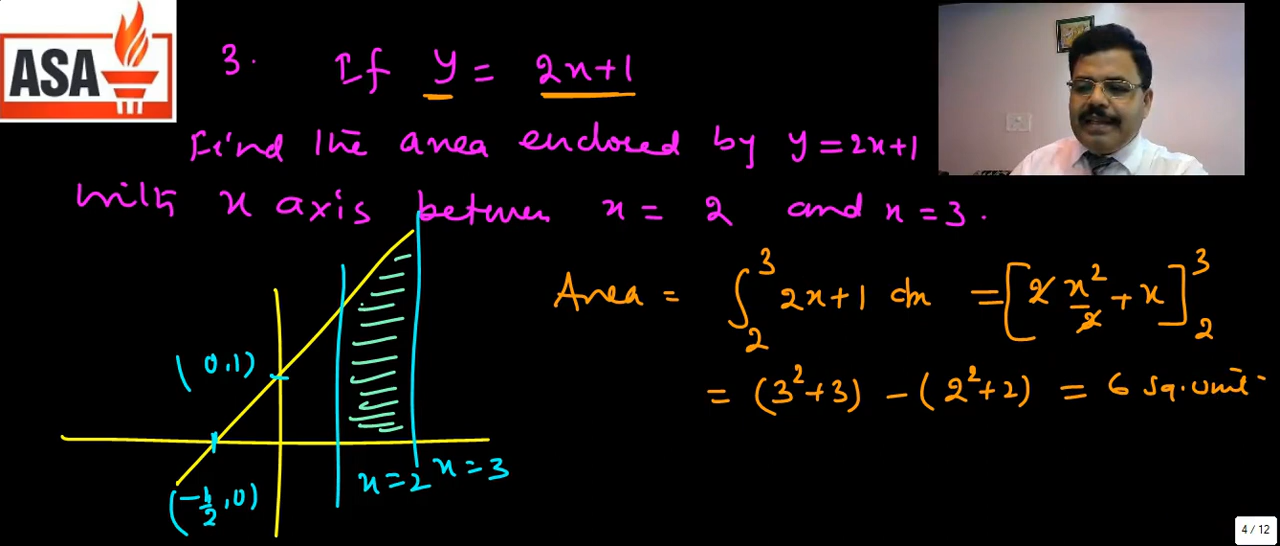 ASA
3. If y = 2x+1
Find the area enclosed by y = 2x+1
with x axis between x = 2 and x = 3.
Area = ∫₂³ 2x+1 dx = [2 x²/2 + x]₂³
= (3²+3) - (2²+2) = 6 sq. unit
(0,1)
(-1/2, 0)
x=2
x=3
4 / 12